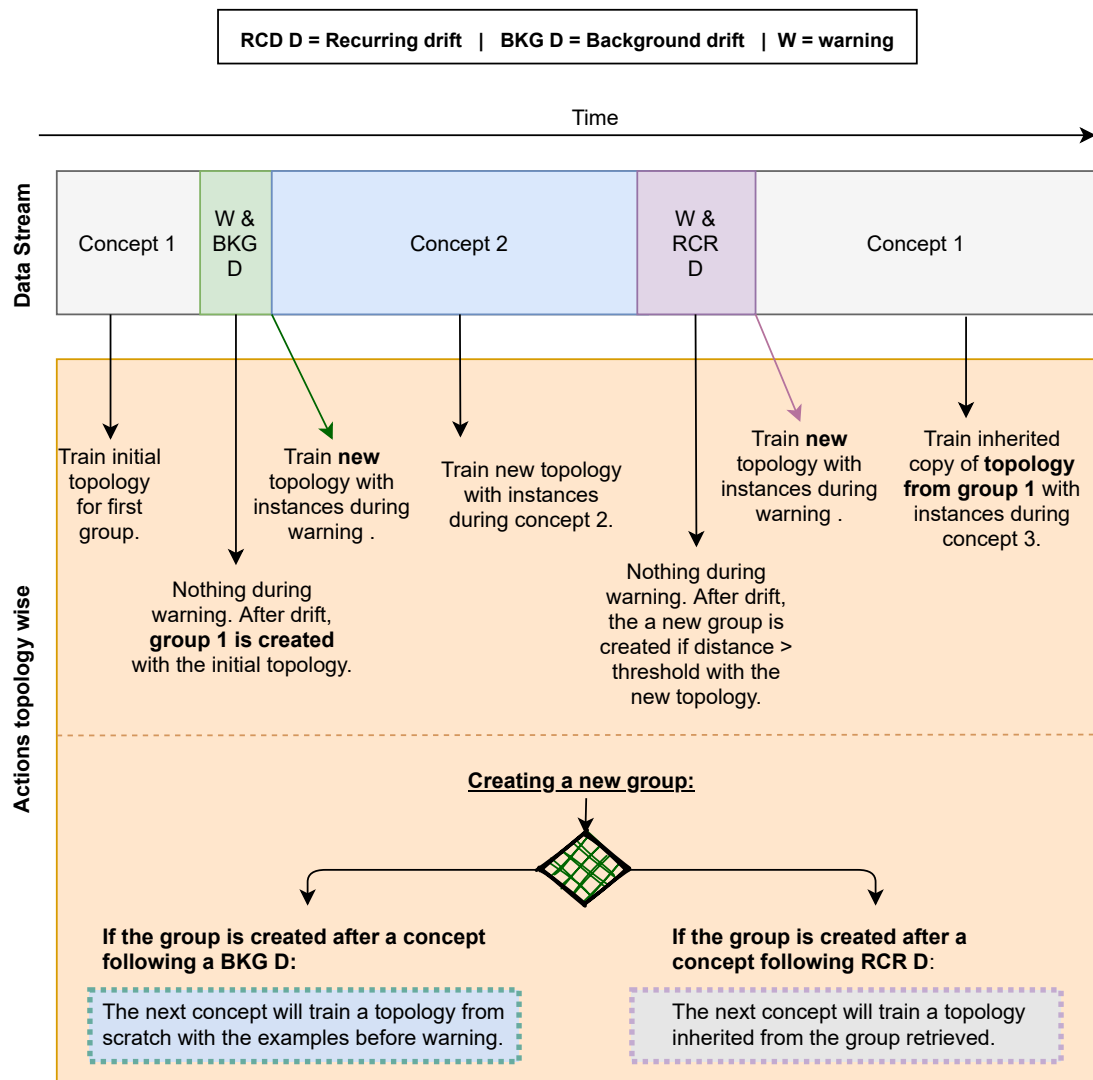 RCD D = Recurring drift | BKG D = Background drift | W = warning
Time
Data Stream
Concept 1
W &
BKG
D
Concept 2
W &
RCR
D
Concept 1
Actions topology wise
Train initial
topology
for first
group.
Nothing during
warning. After drift,
group 1 is created
with the initial topology.
Train new
topology with
instances during
warning .
Train new topology
with instances
during concept 2.
Nothing during
warning. After drift,
the a new group is
created if distance >
threshold with the
new topology.
Train new
topology with
instances during
warning .
Train inherited
copy of topology
from group 1 with
instances during
concept 3.
Creating a new group:
If the group is created after a concept
following a BKG D:
The next concept will train a topology from
scratch with the examples before warning.
If the group is created after a
concept following RCR D:
The next concept will train a topology
inherited from the group retrieved.